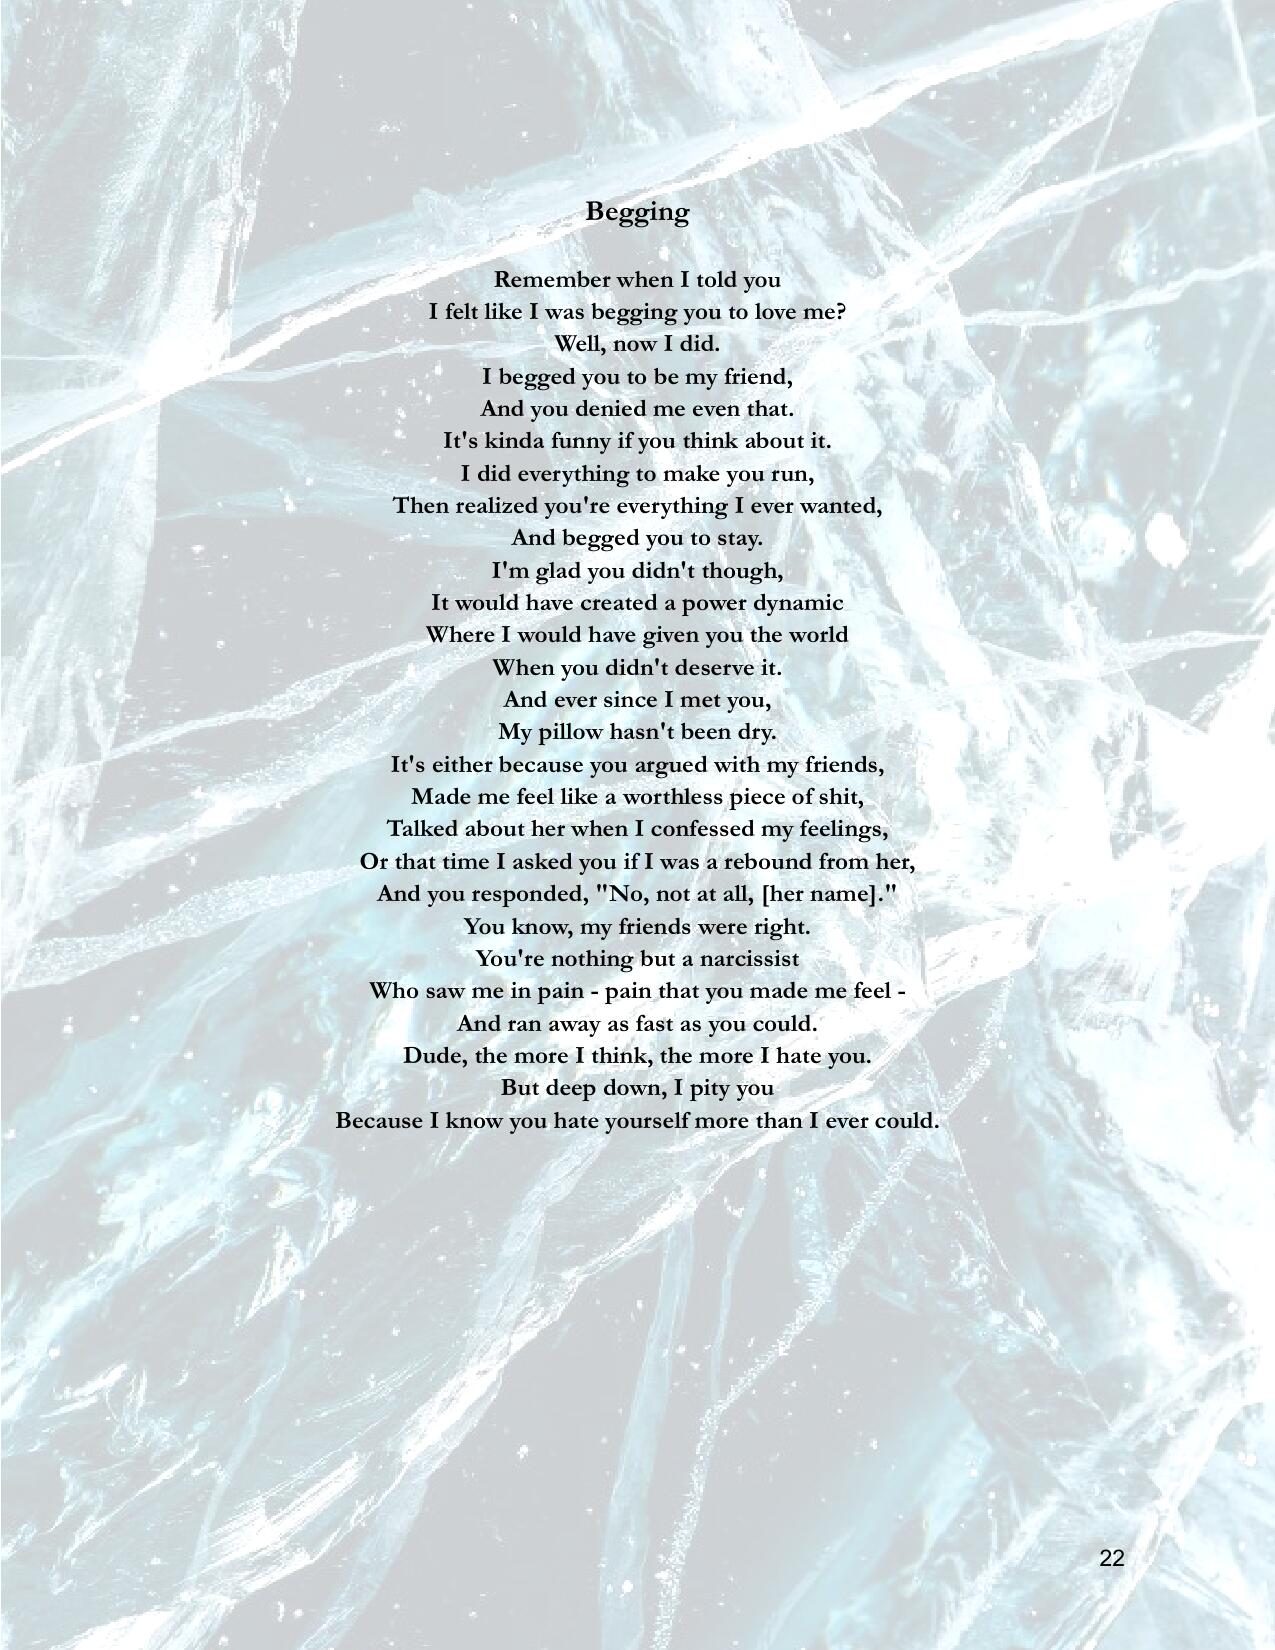 Begging
Remember when I told you
I felt like I was begging you to love me?
Well, now I did.
I begged you to be my friend,
And you denied me even that.
It's kinda funny if you think about it.
I did everything to make you run,
Then realized you're everything I ever wanted,
And begged you to stay.
I'm glad you didn't though,
It would have created a power dynamic
Where I would have given you the world
When you didn't deserve it.
And ever since I met you,
My pillow hasn't been dry.
It's either because you argued with my friends,
Made me feel like a worthless piece of shit,
Talked about her when I confessed my feelings,
Or that time I asked you if I was a rebound from her,
And you responded, "No, not at all, [her name]."
You know, my friends were right.
You're nothing but a narcissist
Who saw me in pain - pain that you made me feel -
And ran away as fast as you could.
Dude, the more I think, the more I hate you.
But deep down, I pity you
Because I know you hate yourself more than I ever could.
22